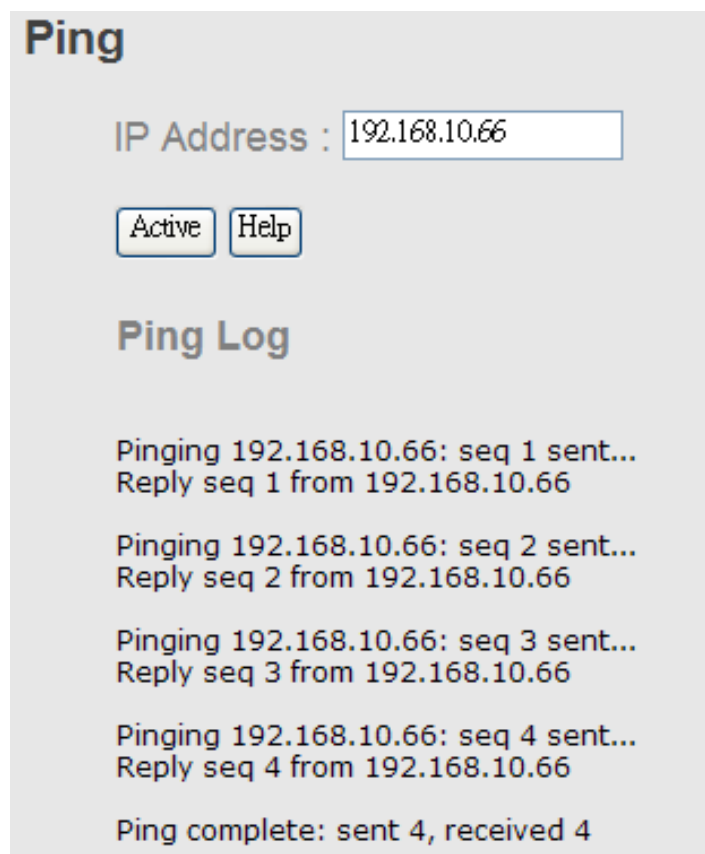 Ping
IP Address : 192.168.10.66
Active Help
Ping Log
Pinging 192.168.10.66: seq 1 sent...
Reply seq 1 from 192.168.10.66
Pinging 192.168.10.66: seq 2 sent...
Reply seq 2 from 192.168.10.66
Pinging 192.168.10.66: seq 3 sent...
Reply seq 3 from 192.168.10.66
Pinging 192.168.10.66: seq 4 sent...
Reply seq 4 from 192.168.10.66
Ping complete: sent 4, received 4